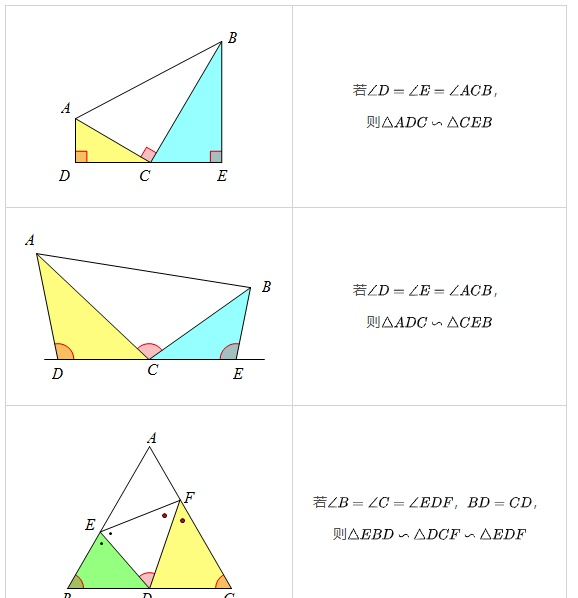 B
A
D
C
E
若∠D = ∠E = ∠ACB,
则△ADC ∽ △CEB
A
B
D
C
E
若∠D = ∠E = ∠ACB,
则△ADC ∽ △CEB
A
F
E
B
D
C
若∠B = ∠C = ∠EDF, BD = CD,
则△EBD ∽ △DCF ∽ △EDF